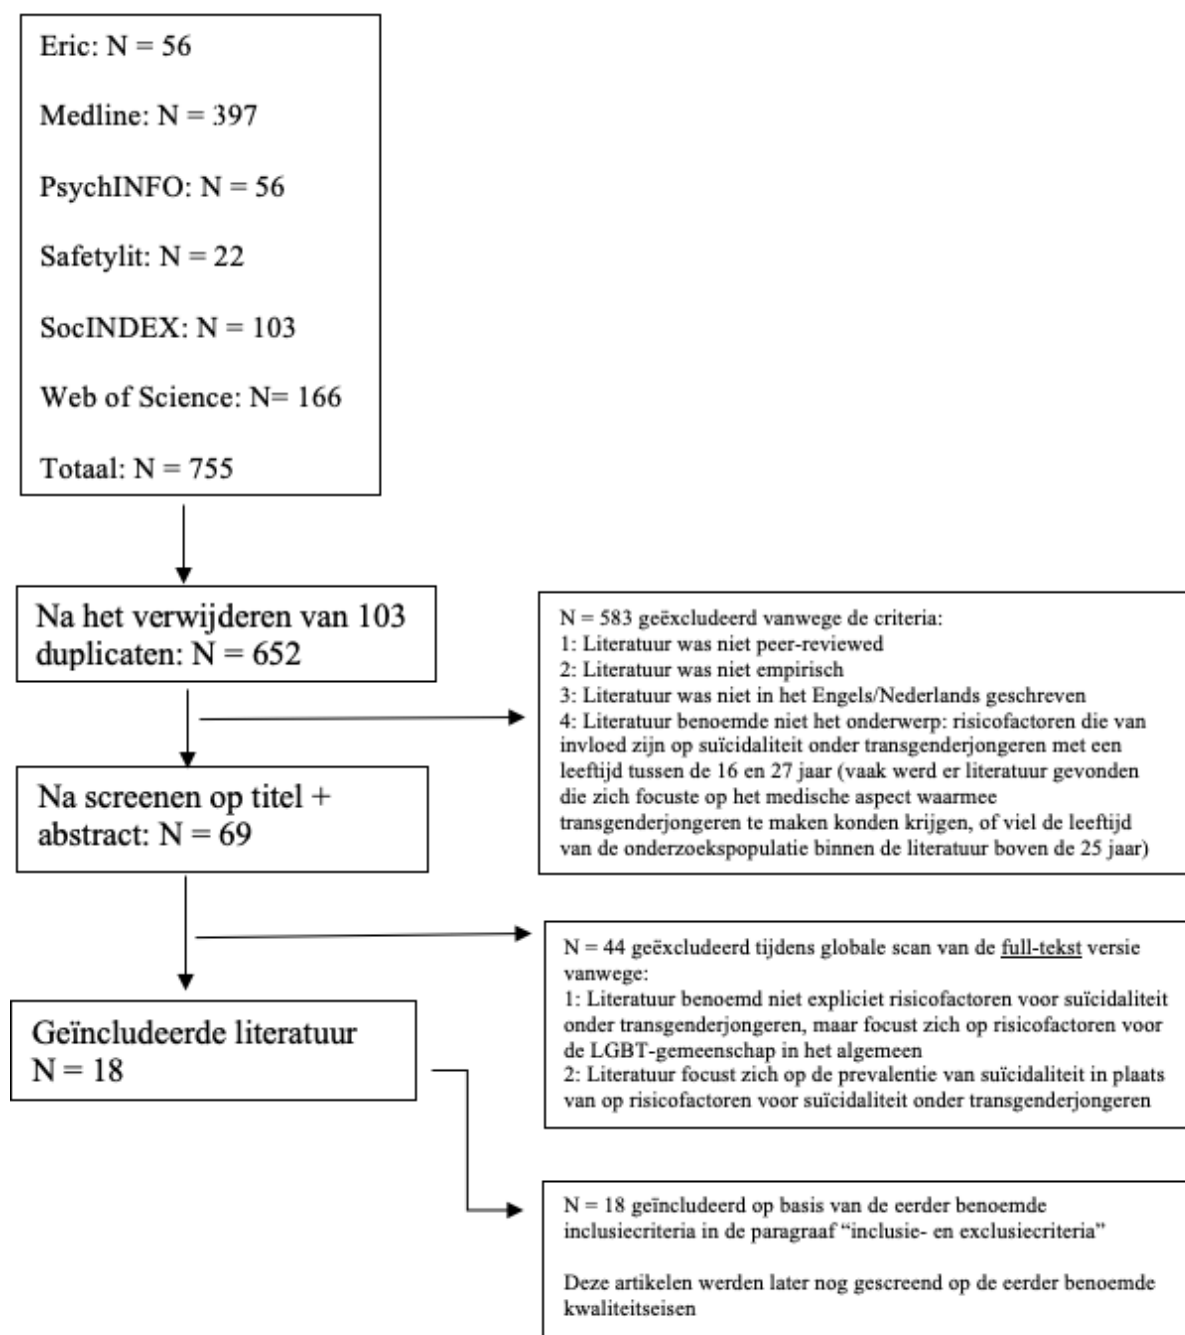 Eric: N = 56
Medline: N = 397
PsychINFO: N = 56
Safetylit: N = 22
SocINDEX: N = 103
Web of Science: N= 166
Totaal: N = 755
Na het verwijderen van 103
duplicaten: N = 652
N = 583 geëxcludeerd vanwege de criteria:
1: Literatuur was niet peer-reviewed
2: Literatuur was niet empirisch
3: Literatuur was niet in het Engels/Nederlands geschreven
4: Literatuur benoemde niet het onderwerp: risicofactoren die van
invloed zijn op suïcidaliteit onder transgenderjongeren met een
leeftijd tussen de 16 en 27 jaar (vaak werd er literatuur gevonden
die zich focuste op het medische aspect waarmee
transgenderjongeren te maken konden krijgen, of viel de leeftijd
van de onderzoekspopulatie binnen de literatuur boven de 25 jaar)
Na screenen op titel +
abstract: N = 69
N = 44 geëxcludeerd tijdens globale scan van de full-tekst versie
vanwege:
1: Literatuur benoemd niet expliciet risicofactoren voor suïcidaliteit
onder transgenderjongeren, maar focust zich op risicofactoren voor
de LGBT-gemeenschap in het algemeen
2: Literatuur focust zich op de prevalentie van suïcidaliteit in plaats
van op risicofactoren voor suïcidaliteit onder transgenderjongeren
Geïncludeerde literatuur
N = 18
N = 18 geïncludeerd op basis van de eerder benoemde
inclusiecriteria in de paragraaf “inclusie- en exclusiecriteria”
Deze artikelen werden later nog gescreend op de eerder benoemde
kwaliteitseisen